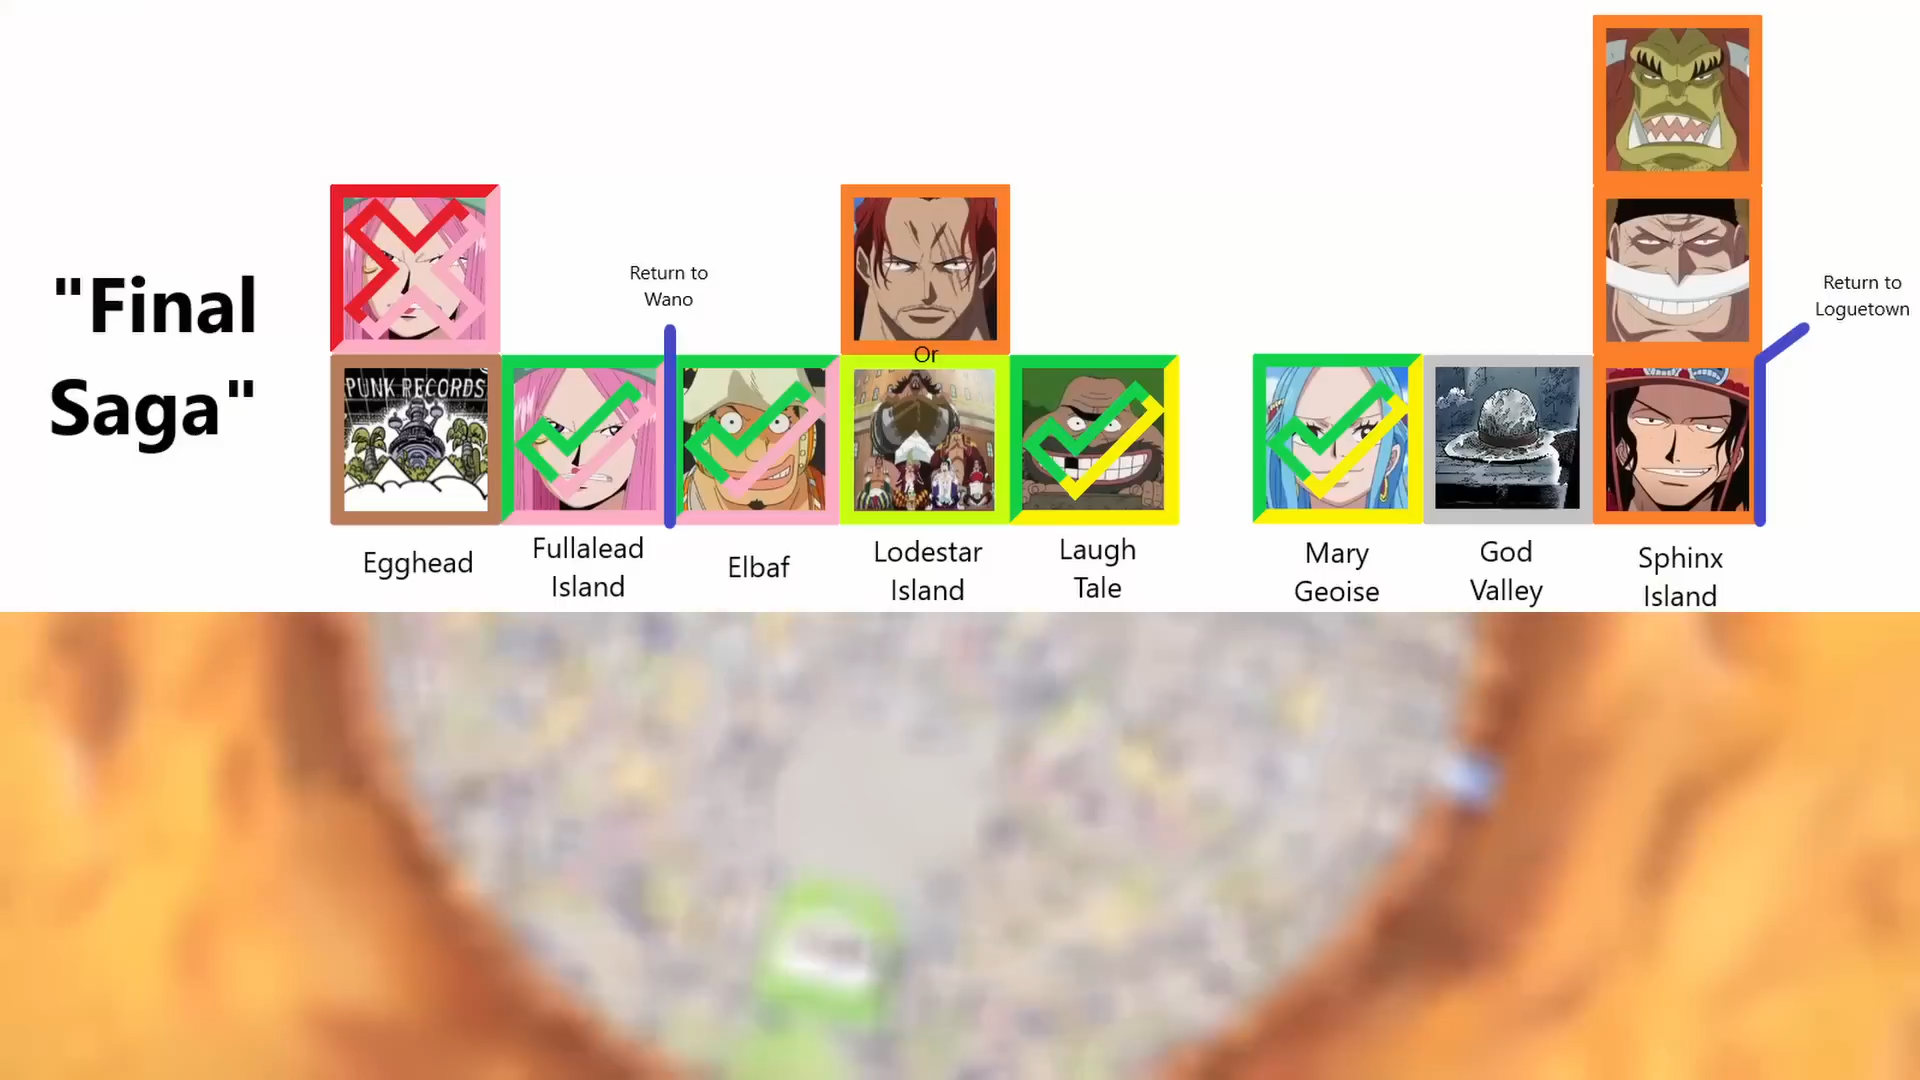 "Final
Saga"
Return to
Wano
Or
Return to
Loguetown
PUNK RECORDS
Egghead
Fullalead
Island
Elbaf
Lodestar
Island
Laugh
Tale
Mary
Geoise
God
Valley
Sphinx
Island